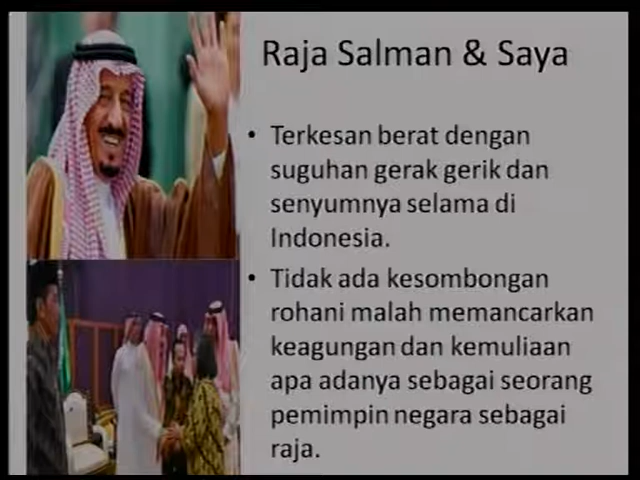 Raja Salman & Saya
• Terkesan berat dengan
suguhan gerak gerik dan
senyumnya selama di
Indonesia.
• Tidak ada kesombongan
rohani malah memancarkan
keagungan dan kemuliaan
apa adanya sebagai seorang
pemimpin negara sebagai
raja.